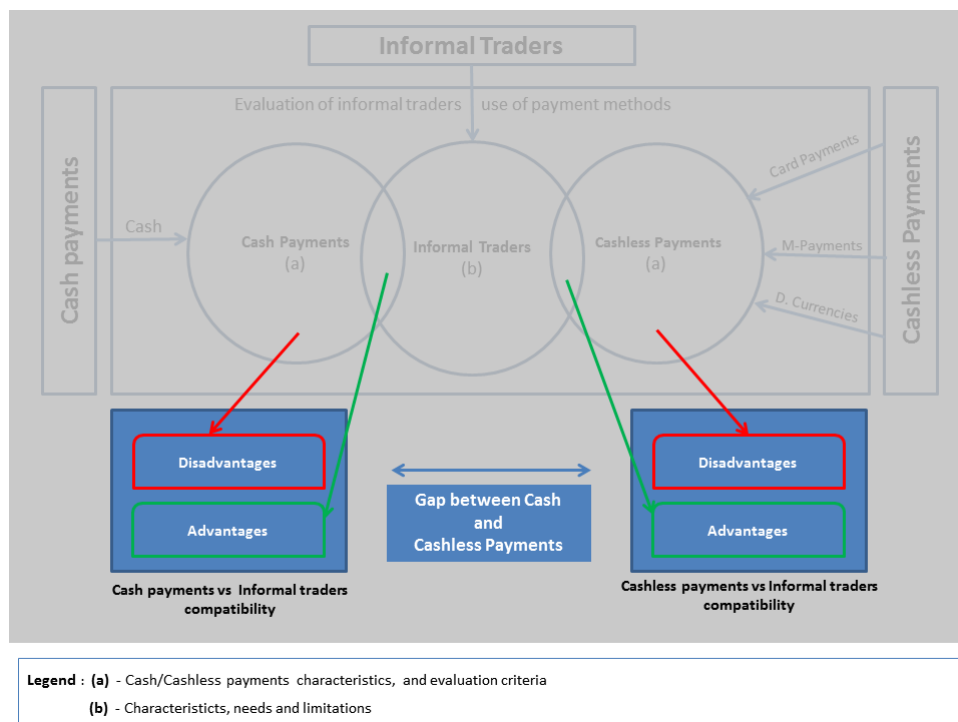 Informal Traders
Evaluation of informal traders use of payment methods
Cash payments
Cashless Payments
Cash
Card Payments
M-Payments
D. Currencies
Cash Payments
(a)
Informal Traders
(b)
Cashless Payments
(a)
Disadvantages
Advantages
Cash payments vs Informal traders
compatibility
Gap between Cash
and
Cashless Payments
Disadvantages
Advantages
Cashless payments vs Informal traders
compatibility
Legend : (a) - Cash/Cashless payments characteristics, and evaluation criteria
(b) - Characteristicts, needs and limitations